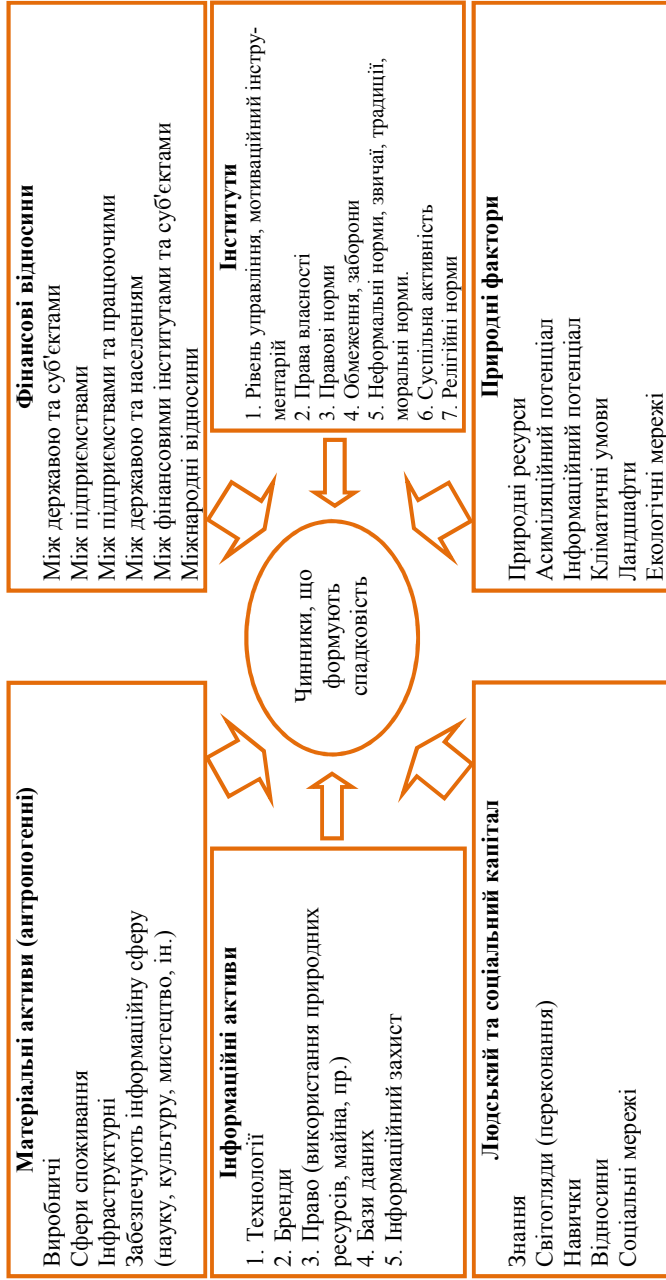 Матеріальні активи (антропогенні)
Виробничі
Сфери споживання
Інфраструктурні
Забезпечують інформаційну сферу
(науку, культуру, мистецтво, ін.)
Фінансові відносини
Між державою та суб'єктами
Між підприємствами
Між підприємствами та працюючими
Між державою та населенням
Між фінансовими інститутами та суб'єктами
Міжнародні відносини
Інформаційні активи
1. Технології
2. Бренди
3. Право (використання природних
ресурсів, майна, пр.)
4. Бази даних
5. Інформаційний захист
Чинники, що
формують
спадковість
Інститути
1. Рівень управління, мотиваційний інстру-
ментарій
2. Права власності
3. Правові норми
4. Обмеження, заборони
5. Неформальні норми, звичаї, традиції,
моральні норми.
6. Суспільна активність
7. Релігійні норми
Людський та соціальний капітал
Знання
Світогляди (переконання)
Навички
Відносини
Соціальні мережі
Природні фактори
Природні ресурси
Асиміляційний потенціал
Інформаційний потенціал
Кліматичні умови
Ландшафти
Екологічні мережі